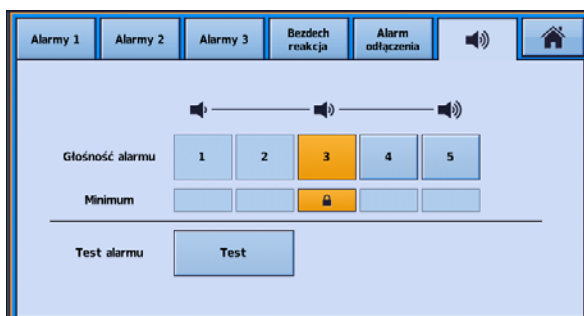 Alarmy 1
Alarmy 2
Alarmy 3
Bezdech
reakcja
Alarm
odłączenia
Głośność alarmu 1 2 3 4 5
Minimum
Test alarmu Test